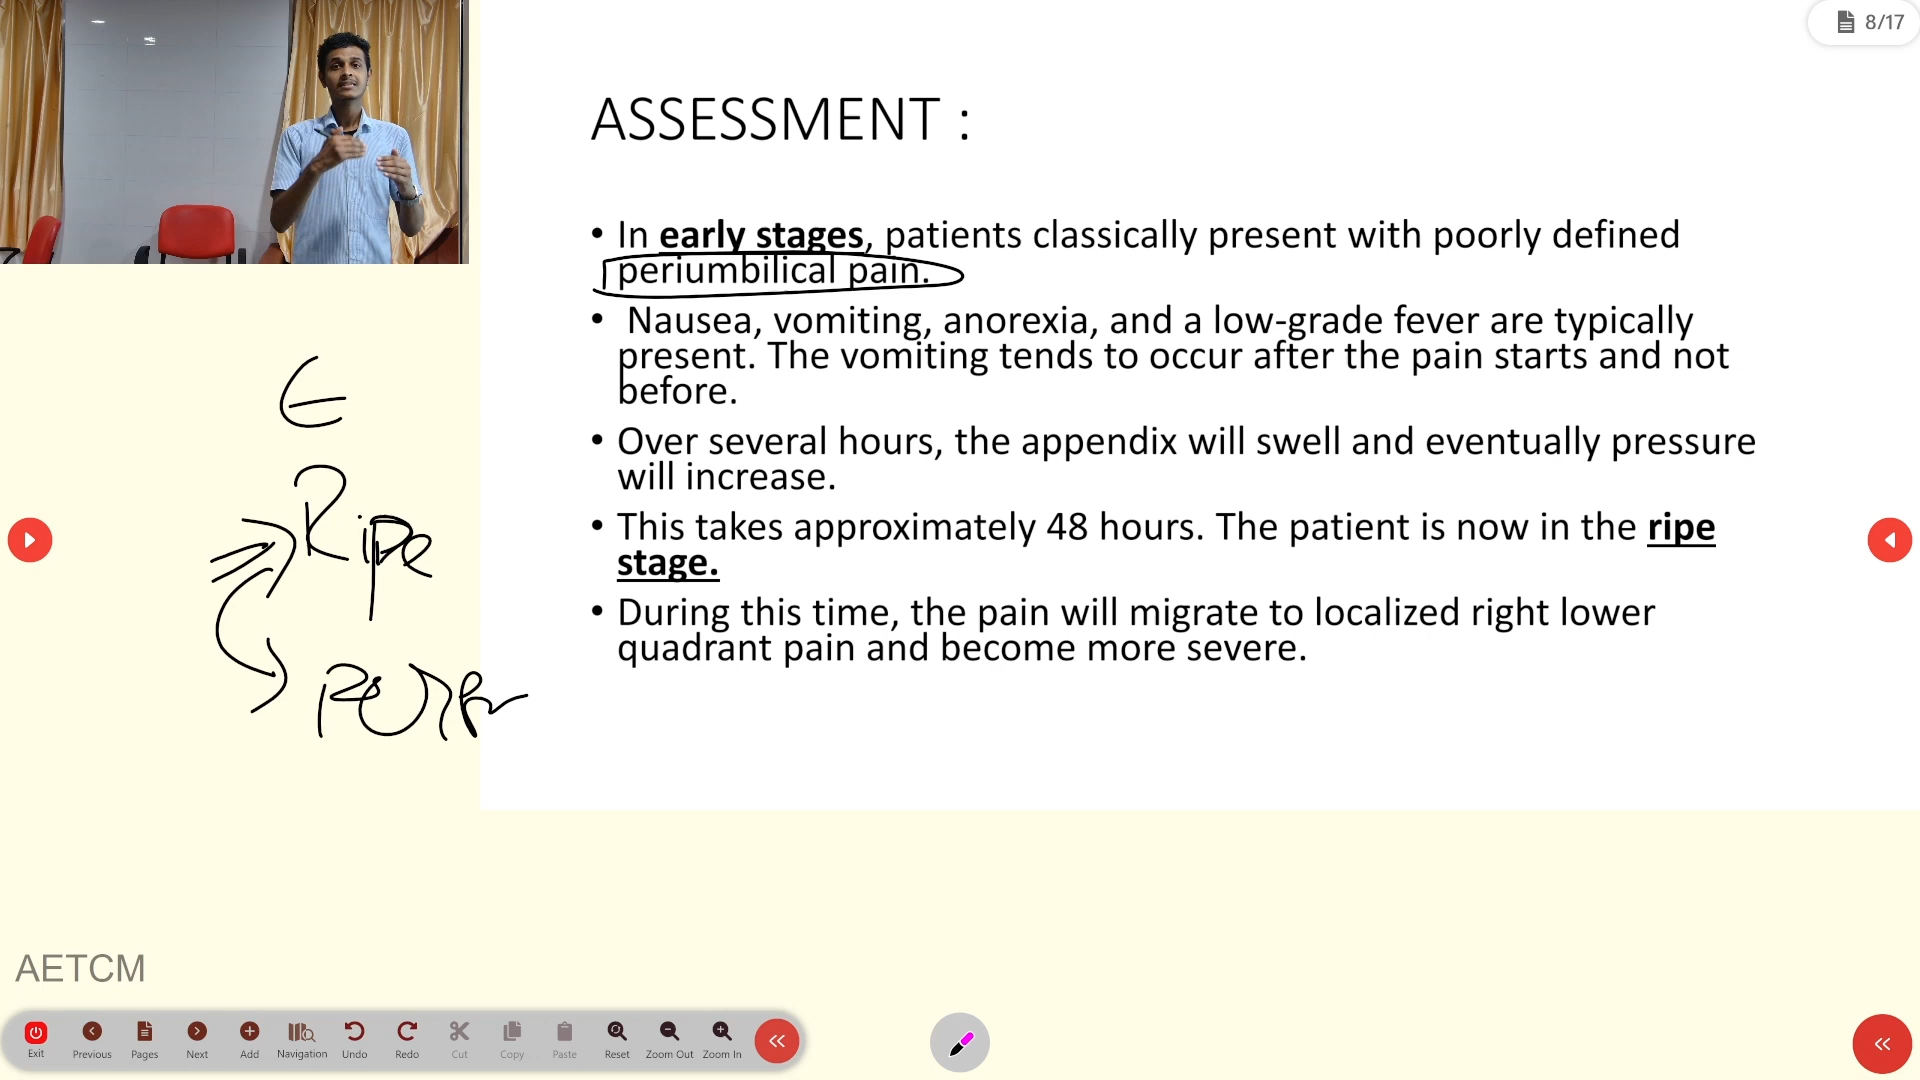 8/17
ASSESSMENT :
• In early stages, patients classically present with poorly defined
periumbilical pain.
• Nausea, vomiting, anorexia, and a low-grade fever are typically
present. The vomiting tends to occur after the pain starts and not
before.
• Over several hours, the appendix will swell and eventually pressure
will increase.
• This takes approximately 48 hours. The patient is now in the ripe
stage.
• During this time, the pain will migrate to localized right lower
quadrant pain and become more severe.
E
Ripe
AETCM
Exit Previous Pages Next Add Navigation Undo Redo Cut Copy Paste Reset Zoom Out Zoom In